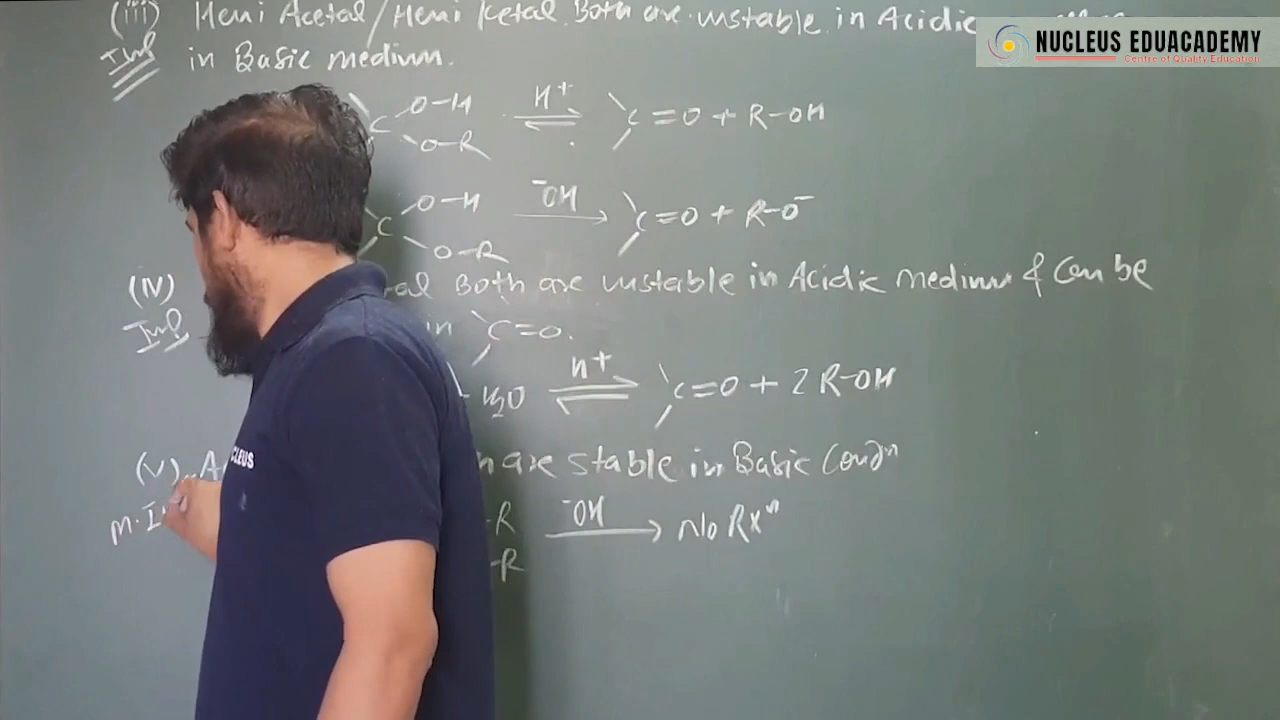 (iii) Hemi Acetal/Hemi Ketal Both are unstable in Acidic
Imp in Basic medium.
C O-H O-R H+ ⇌ C=O + R-OH
C O-H O-R -OH → C=O + R-O-
(iv) al Both are unstable in Acidic medium & can be
Imp in C=O.
H2O H+ ⇌ C=O + 2 R-OH
(v) are stable in Basic Condn
M. I -R -OH → No Rxn
-R
NUCLEUS EDUACADEMY
Centre of Quality Education
CLEUS